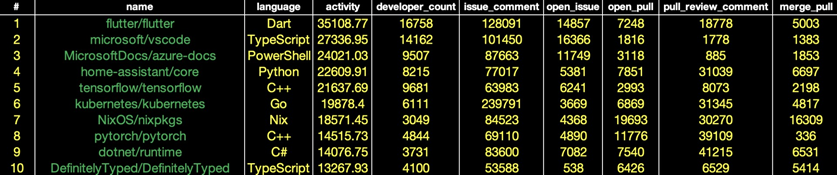 # name language activity developer_count issue_comment open_issue open_pull pull_review_comment merge_pull
1 flutter/flutter Dart 35108.77 16758 128091 14857 7248 18778 5003
2 microsoft/vscode TypeScript 27336.95 14162 101450 16366 1816 1778 1383
3 MicrosoftDocs/azure-docs PowerShell 24021.03 9507 87663 11749 3118 885 1853
4 home-assistant/core Python 22609.91 8215 77017 5381 7851 31039 6697
5 tensorflow/tensorflow C++ 21637.69 9681 63983 6241 2993 8073 2198
6 kubernetes/kubernetes Go 19878.4 6111 239791 3669 6869 31345 4817
7 NixOS/nixpkgs Nix 18571.45 3049 84523 4368 19693 30270 16309
8 pytorch/pytorch C++ 14515.73 4844 69110 4890 11776 39109 336
9 dotnet/runtime C# 14076.75 3731 83600 7082 7540 41215 6531
10 DefinitelyTyped/DefinitelyTyped TypeScript 13267.93 4100 53588 538 6426 6529 5414